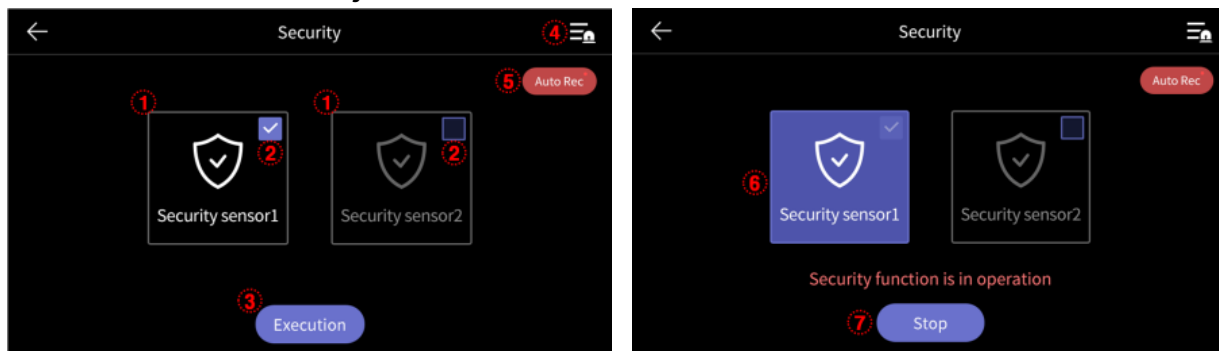 Security
④
⑤ Auto Rec
① ①
② ②
Security sensor1 Security sensor2
③
Execution
Security
Auto Rec
⑥
Security sensor1 Security sensor2
Security function is in operation
⑦ Stop